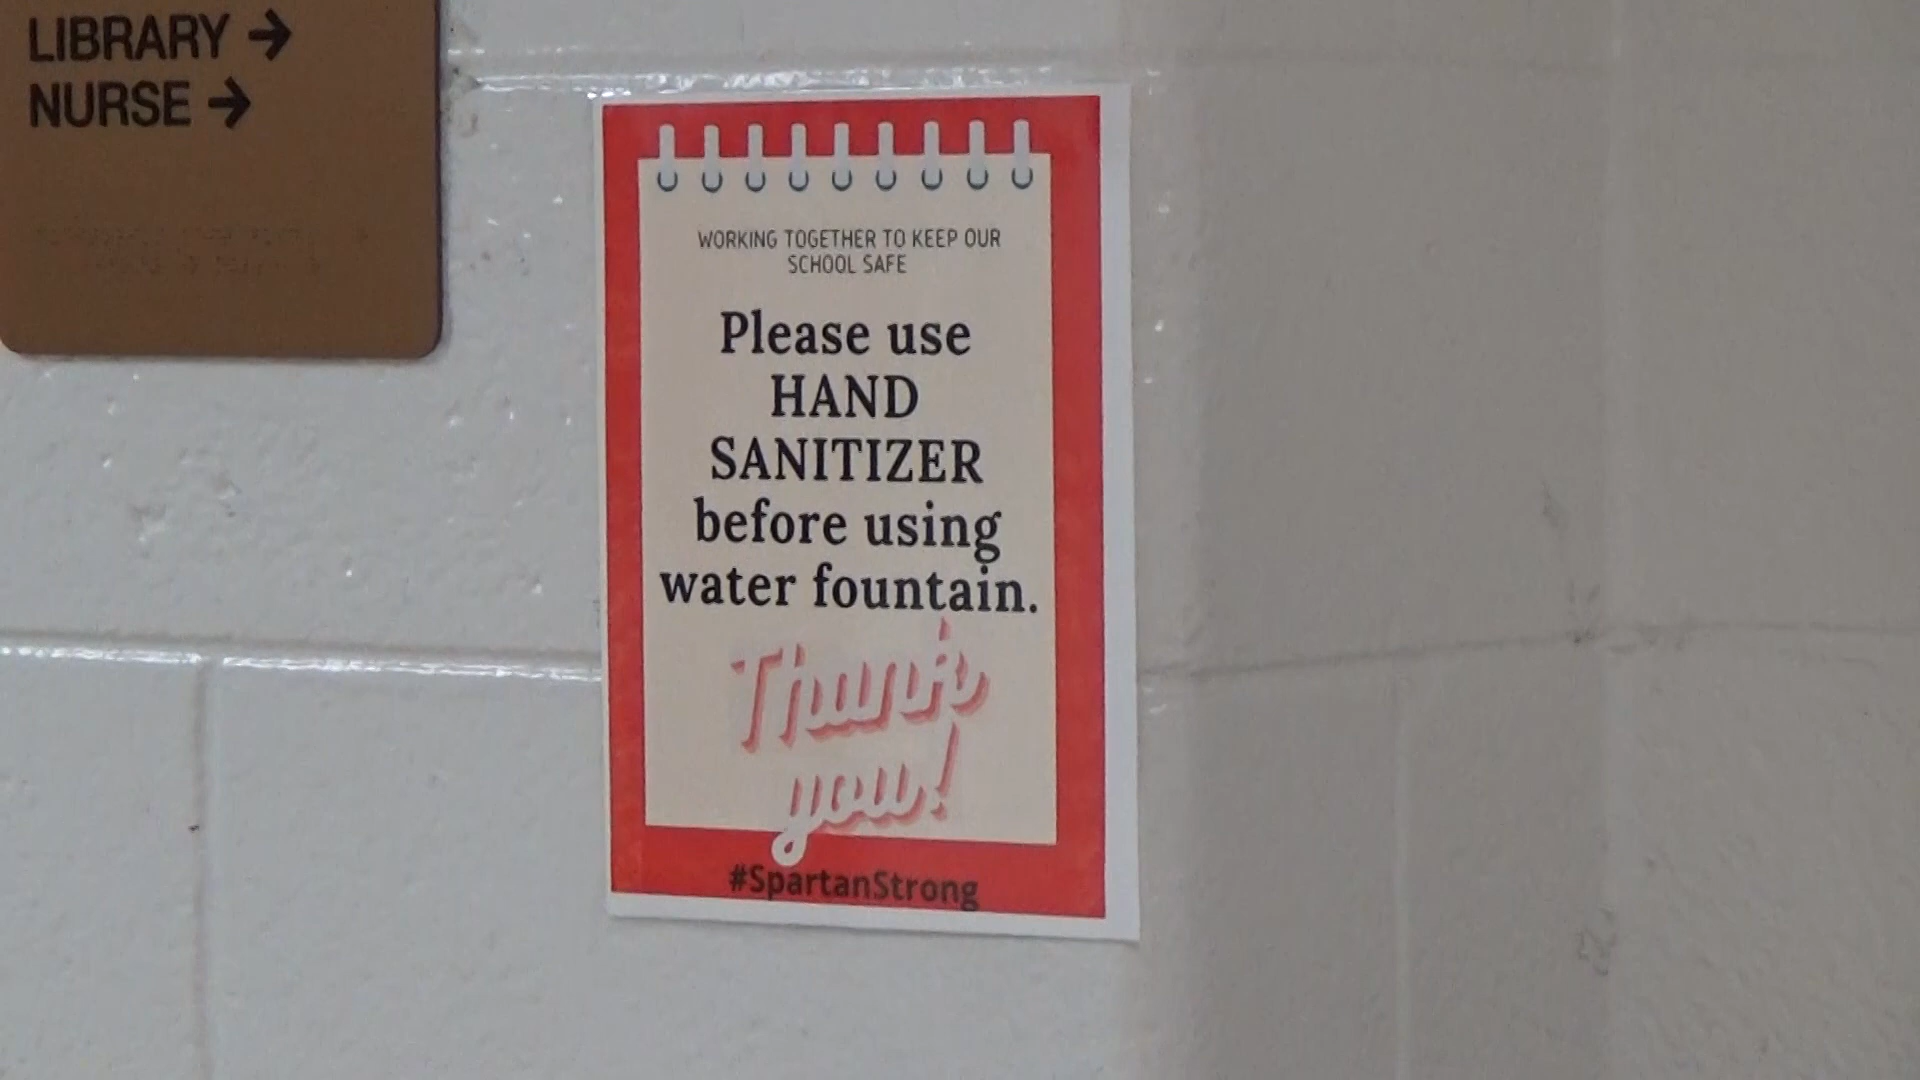 LIBRARY →
NURSE →
WORKING TOGETHER TO KEEP OUR
SCHOOL SAFE
Please use
HAND
SANITIZER
before using
water fountain.
Thank
you!
#SpartanStrong